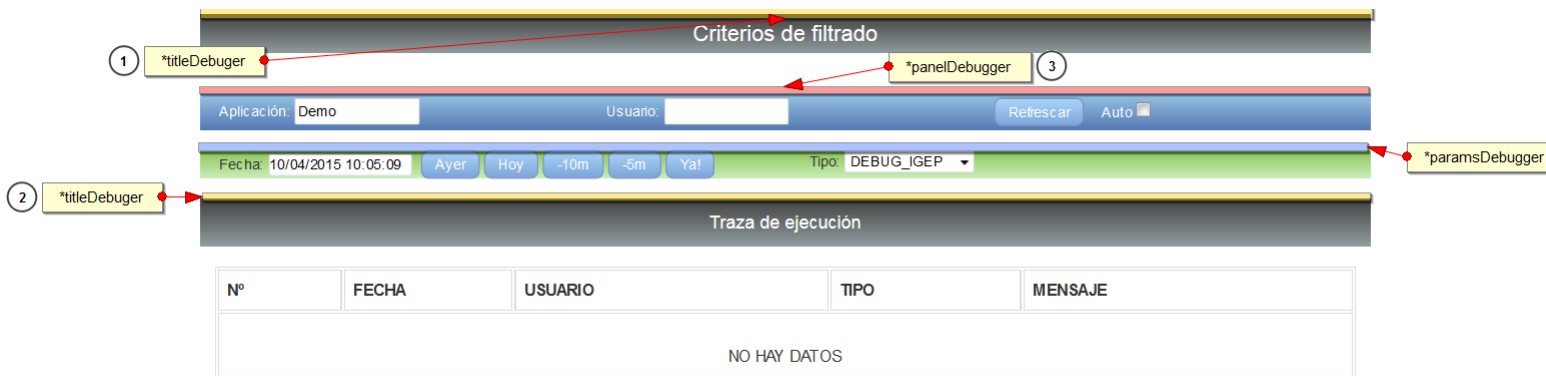 Criterios de filtrado
1 *titleDebuger
*panelDebugger 3
Aplicación: Demo Usuario: Refrescar Auto
Fecha: 10/04/2015 10:05:09 Ayer Hoy -10m -5m Ya! Tipo: DEBUG_IGEP
*paramsDebugger
2 *titleDebuger
Traza de ejecución
Nº FECHA USUARIO TIPO MENSAJE
NO HAY DATOS